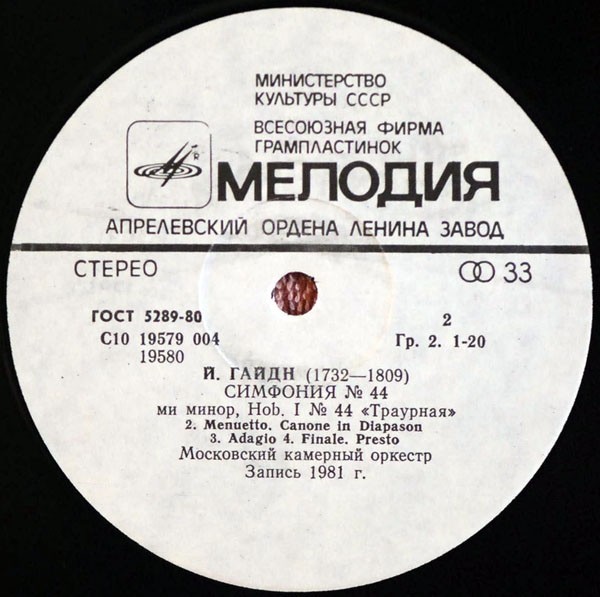 МИНИСТЕРСТВО
КУЛЬТУРЫ СССР
ВСЕСОЮЗНАЯ ФИРМА
ГРАМПЛАСТИНОК
МЕЛОДИЯ
АПРЕЛЕВСКИЙ ОРДЕНА ЛЕНИНА ЗАВОД
СТЕРЕО 33
ГОСТ 5289-80 2
С10 19579 004 Гр. 2. 1-20
19580
Й. ГАЙДН (1732—1809)
СИМФОНИЯ № 44
ми минор, Hob. I № 44 «Траурная»
2. Menuetto. Canone in Diapason
3. Adagio 4. Finale. Presto
Московский камерный оркестр
Запись 1981 г.